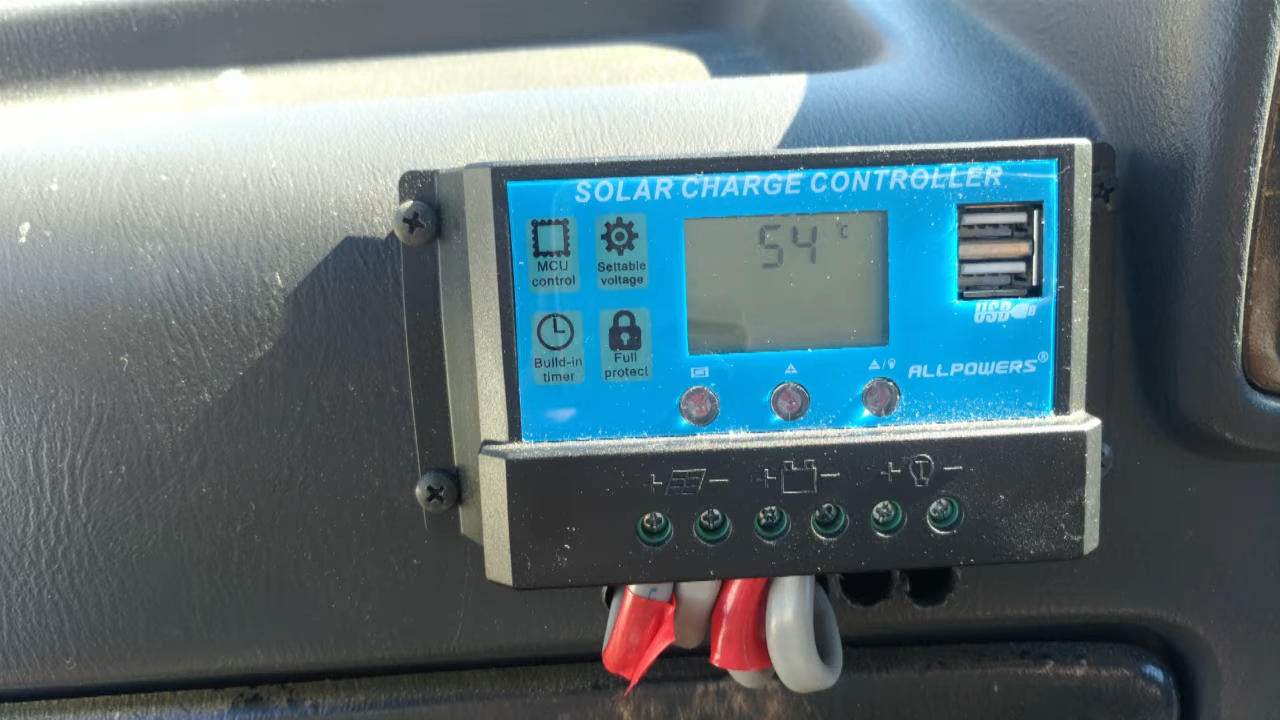 SOLAR CHARGE CONTROLLER
MCU
control
Settable
voltage
54 °C
Build-in
timer
Full
protect
USB
ALLPOWERS®